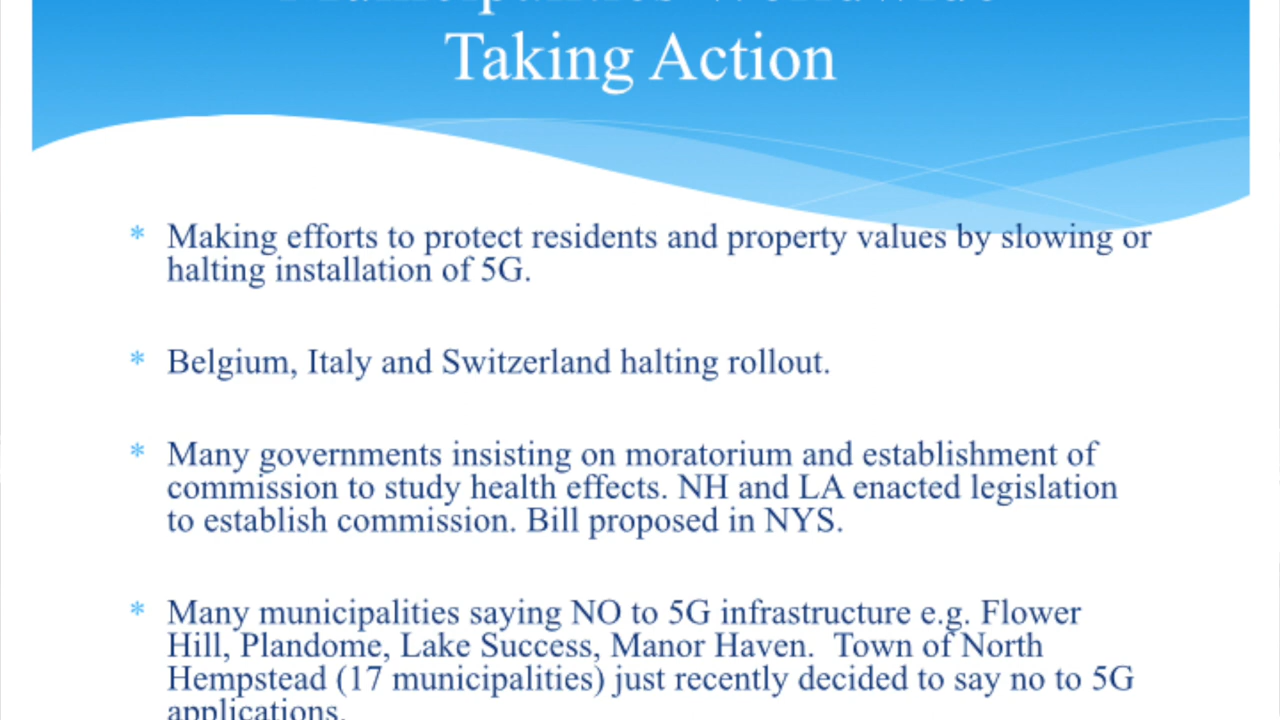 Municipalities Worldwide
Taking Action
* Making efforts to protect residents and property values by slowing or
halting installation of 5G.
* Belgium, Italy and Switzerland halting rollout.
* Many governments insisting on moratorium and establishment of
commission to study health effects. NH and LA enacted legislation
to establish commission. Bill proposed in NYS.
* Many municipalities saying NO to 5G infrastructure e.g. Flower
Hill, Plandome, Lake Success, Manor Haven. Town of North
Hempstead (17 municipalities) just recently decided to say no to 5G
applications.